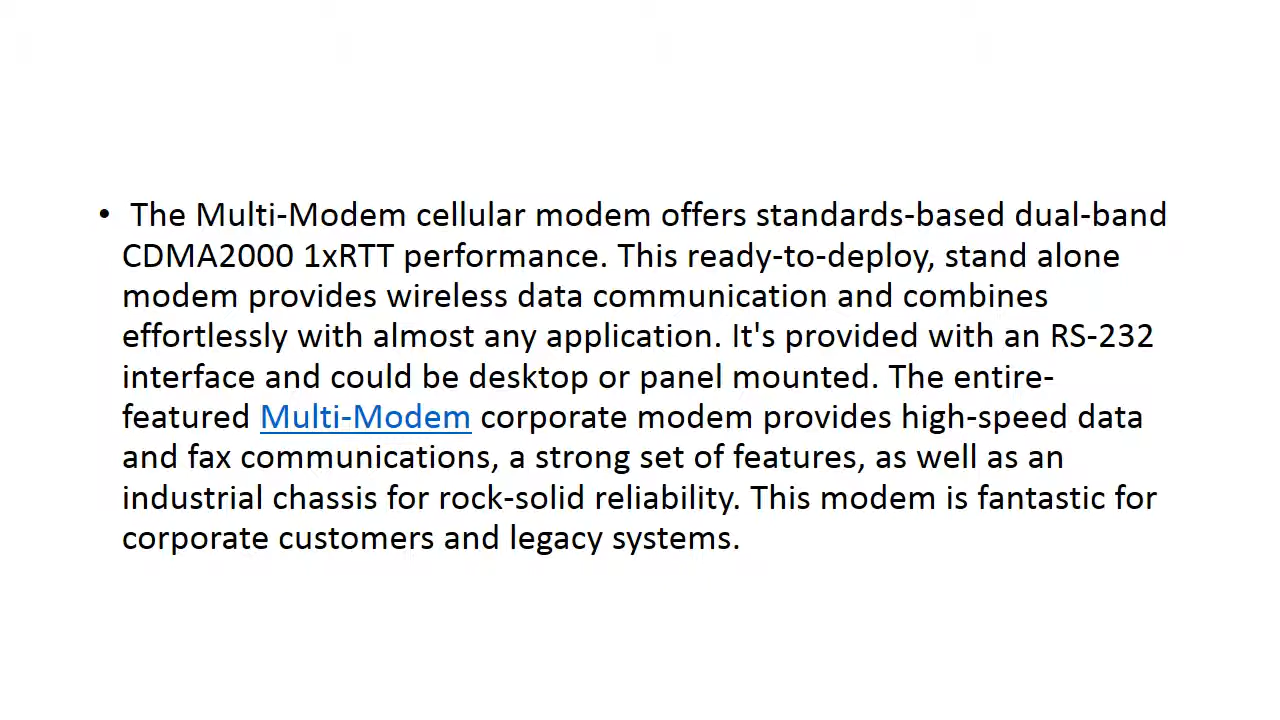 • The Multi-Modem cellular modem offers standards-based dual-band
CDMA2000 1xRTT performance. This ready-to-deploy, stand alone
modem provides wireless data communication and combines
effortlessly with almost any application. It's provided with an RS-232
interface and could be desktop or panel mounted. The entire-
featured Multi-Modem corporate modem provides high-speed data
and fax communications, a strong set of features, as well as an
industrial chassis for rock-solid reliability. This modem is fantastic for
corporate customers and legacy systems.